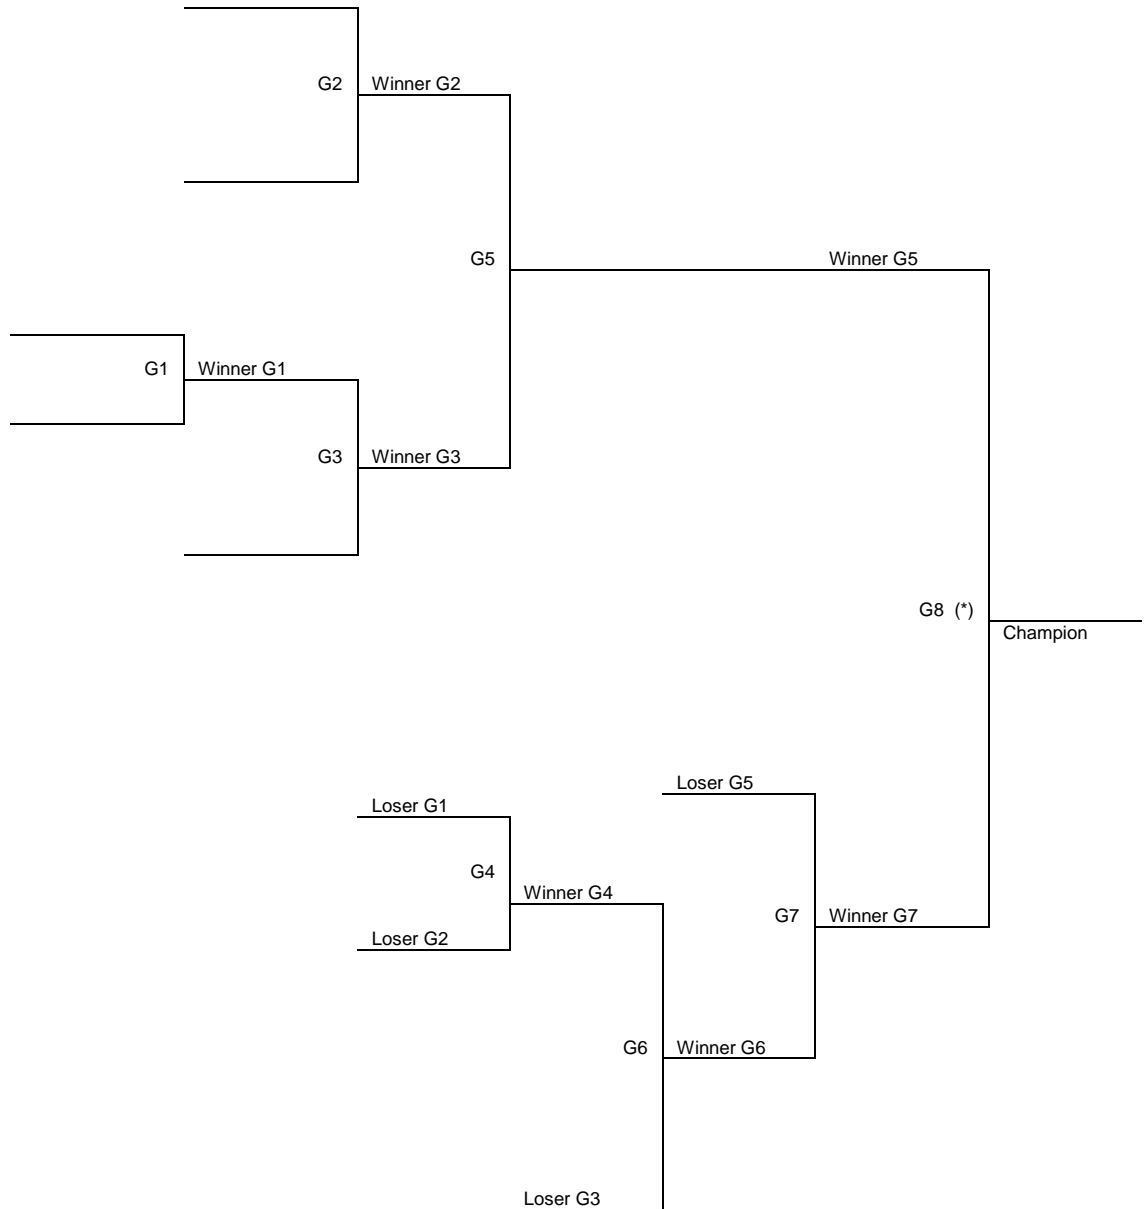 G2
Winner G2
G5
Winner G5
G1
Winner G1
G3
Winner G3
G8 (*)
Champion
Loser G5
Loser G1
G4
Winner G4
G7
Winner G7
Loser G2
G6
Winner G6
Loser G3